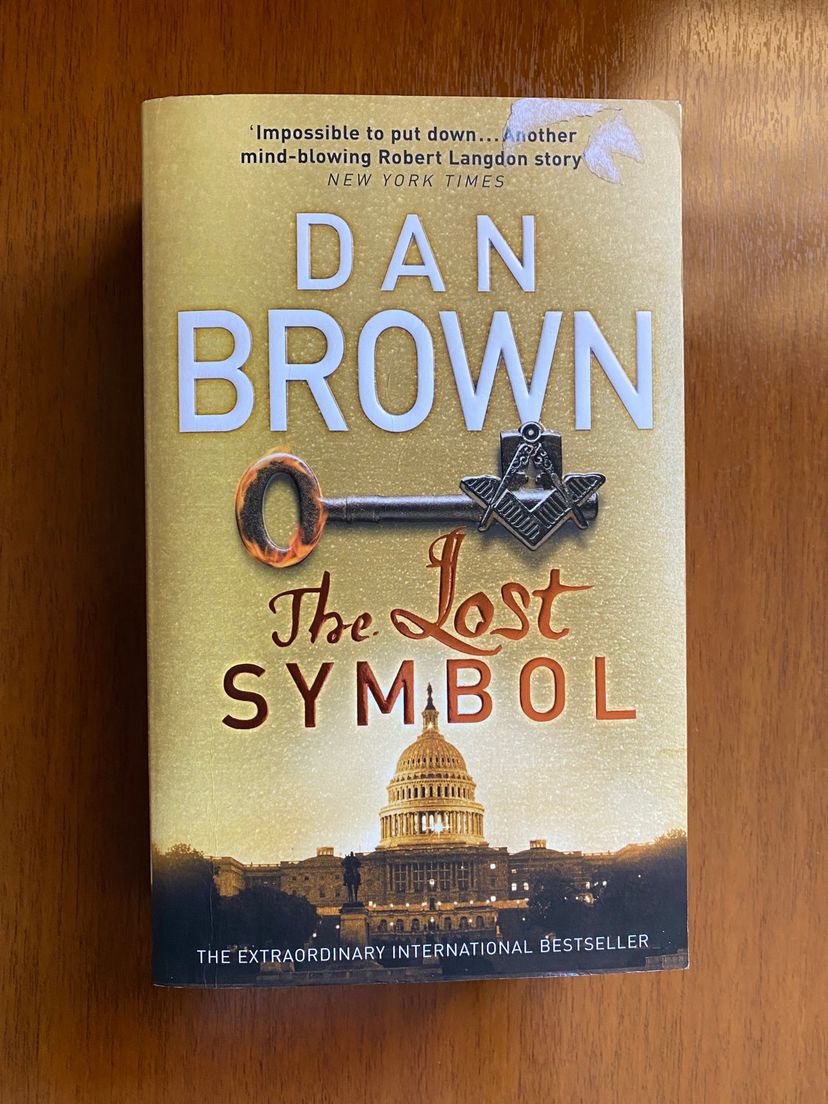 ‘Impossible to put down...Another
mind-blowing Robert Langdon story’
NEW YORK TIMES
DAN
BROWN
The Lost
SYMBOL
THE EXTRAORDINARY INTERNATIONAL BESTSELLER